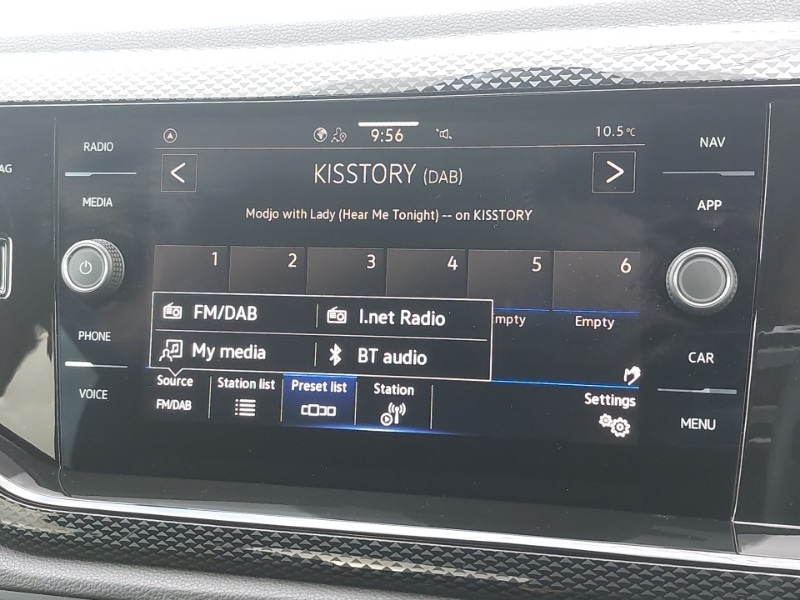 RADIO
MEDIA
PHONE
VOICE
9:56
10.5°C
KISSTORY (DAB)
Modjo with Lady (Hear Me Tonight) -- on KISSTORY
1 2 3 4 5 6
Empty
FM/DAB I.net Radio
My media BT audio
Source Station list Preset list Station Settings
FM/DAB
NAV
APP
CAR
MENU